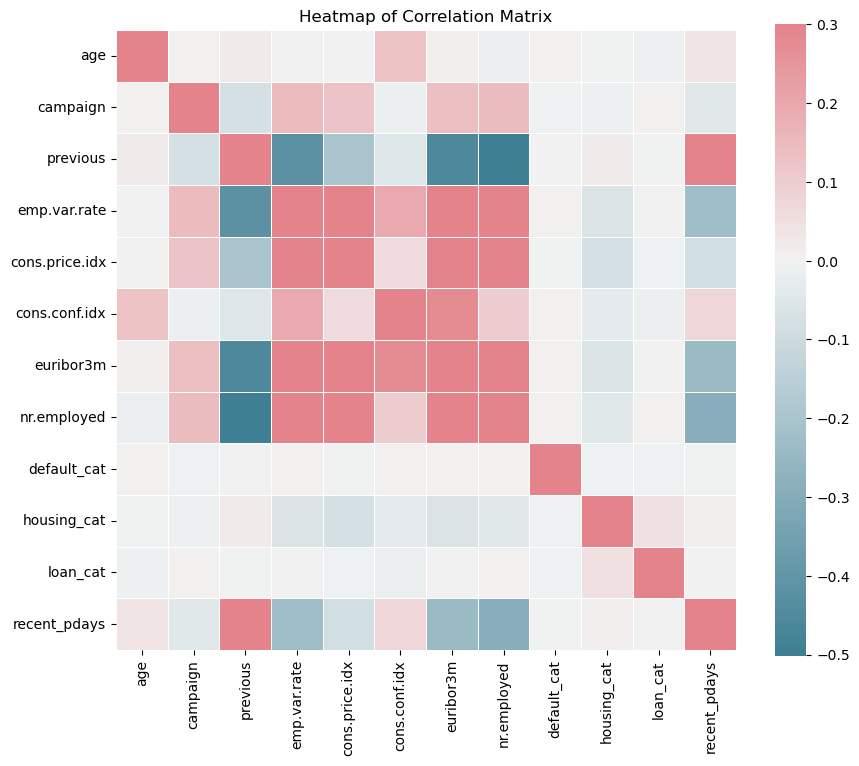 Heatmap of Correlation Matrix
age
campaign
previous
emp.var.rate
cons.price.idx
cons.conf.idx
euribor3m
nr.employed
default_cat
housing_cat
loan_cat
recent_pdays
age
campaign
previous
emp.var.rate
cons.price.idx
cons.conf.idx
euribor3m
nr.employed
default_cat
housing_cat
loan_cat
recent_pdays
0.3
0.2
0.1
0.0
−0.1
−0.2
−0.3
−0.4
−0.5